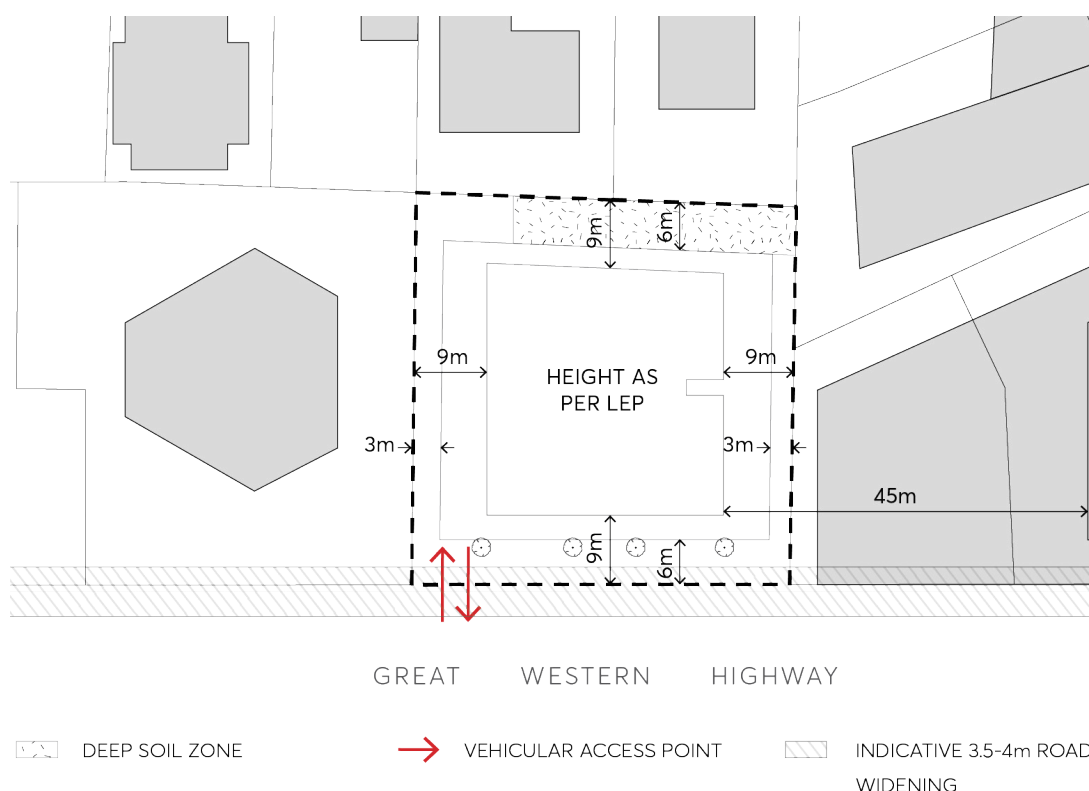 9m
6m
9m
9m
HEIGHT AS
PER LEP
3m
3m
45m
9m
6m
GREAT WESTERN HIGHWAY
DEEP SOIL ZONE
VEHICULAR ACCESS POINT
INDICATIVE 3.5-4m ROAD
WIDENING